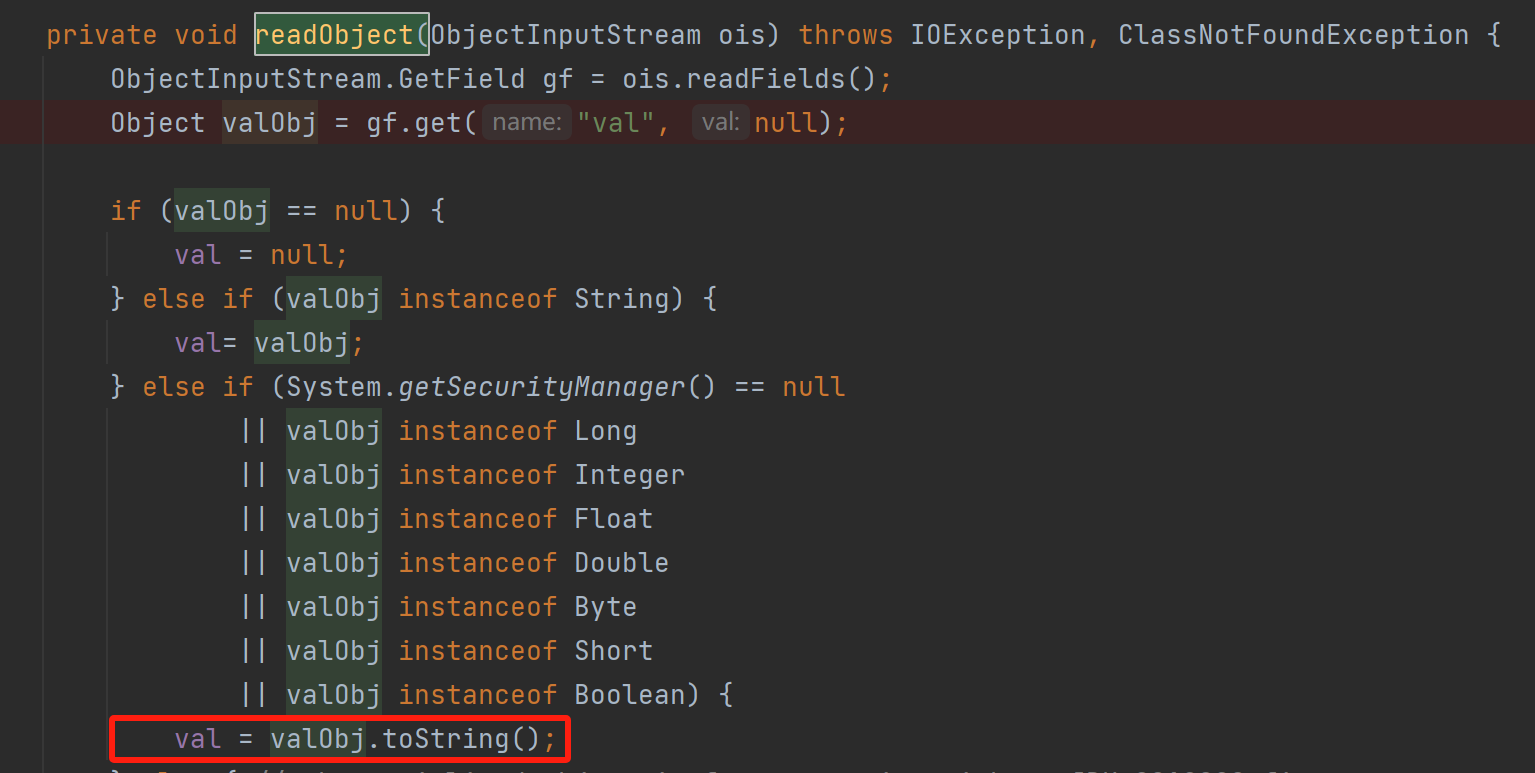 private void readObject(ObjectInputStream ois) throws IOException, ClassNotFoundException {
ObjectInputStream.GetField gf = ois.readFields();
Object valObj = gf.get( name: "val", val: null);
if (valObj == null) {
val = null;
} else if (valObj instanceof String) {
val= valObj;
} else if (System.getSecurityManager() == null
|| valObj instanceof Long
|| valObj instanceof Integer
|| valObj instanceof Float
|| valObj instanceof Double
|| valObj instanceof Byte
|| valObj instanceof Short
|| valObj instanceof Boolean) {
val = valObj.toString();